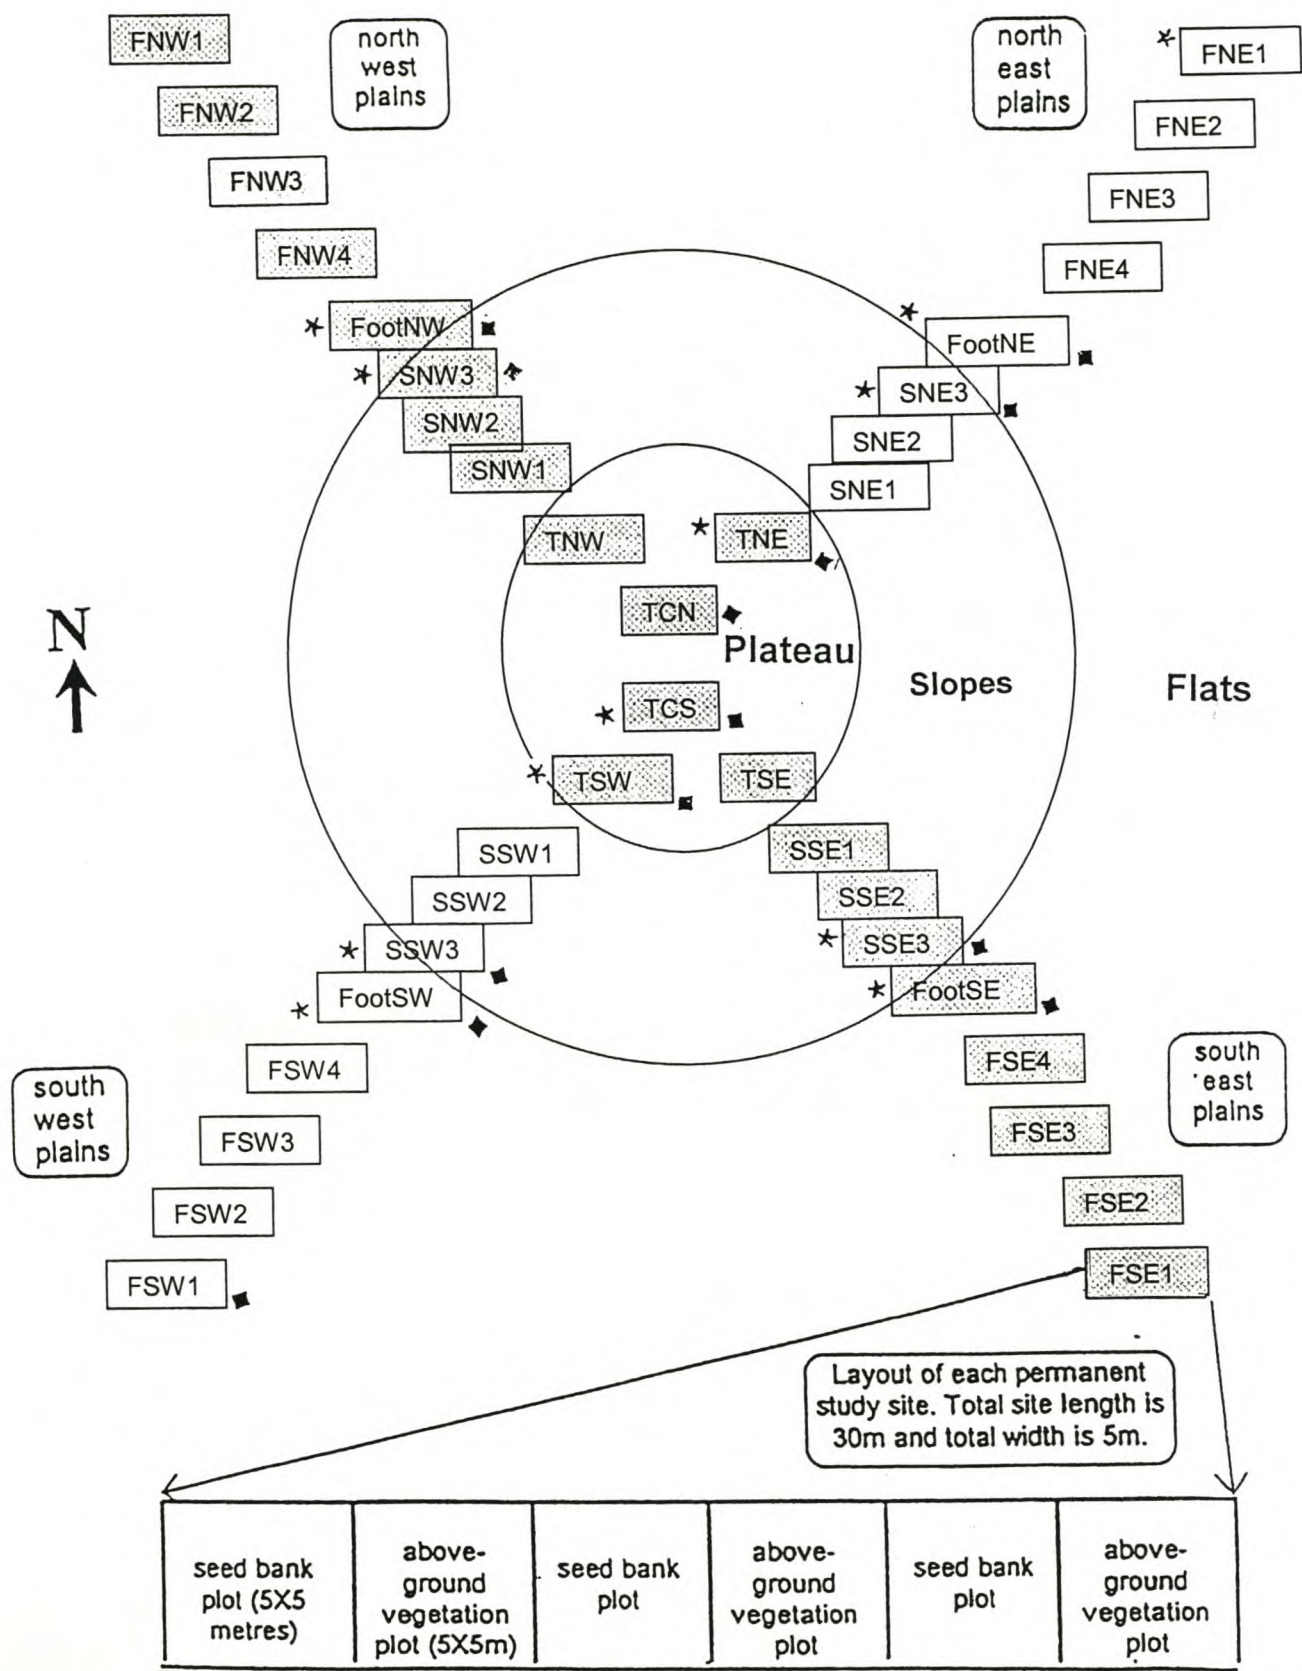 FNW1
north
west
plains
FNW2
FNW3
FNW4
north
east
plains
FNE1
FNE2
FNE3
FNE4
FootNW
SNW3
SNW2
SNW1
FootNE
SNE3
SNE2
SNE1
TNW
TNE
TCN
Plateau
TCS
TSW
TSE
Slopes
Flats
N
SSW1
SSW2
SSW3
FootSW
SSE1
SSE2
SSE3
FootSE
south
west
plains
FSW4
FSW3
FSW2
FSW1
FSE4
FSE3
FSE2
FSE1
south
east
plains
Layout of each permanent
study site. Total site length is
30m and total width is 5m.
seed bank
plot (5X5
metres)
above-
ground
vegetation
plot (5X5m)
seed bank
plot
above-
ground
vegetation
plot
seed bank
plot
above-
ground
vegetation
plot